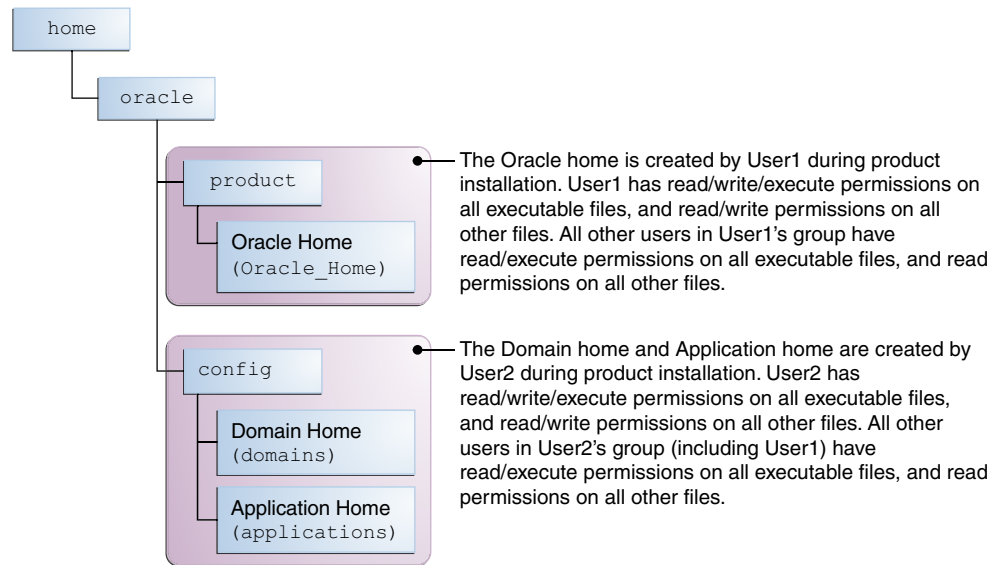 home
oracle
product
Oracle Home
(Oracle_Home)
The Oracle home is created by User1 during product
installation. User1 has read/write/execute permissions on
all executable files, and read/write permissions on all
other files. All other users in User1's group have
read/execute permissions on all executable files, and read
permissions on all other files.
config
Domain Home
(domains)
Application Home
(applications)
The Domain home and Application home are created by
User2 during product installation. User2 has
read/write/execute permissions on all executable files,
and read/write permissions on all other files. All other
users in User2's group (including User1) have
read/execute permissions on all executable files, and read
permissions on all other files.